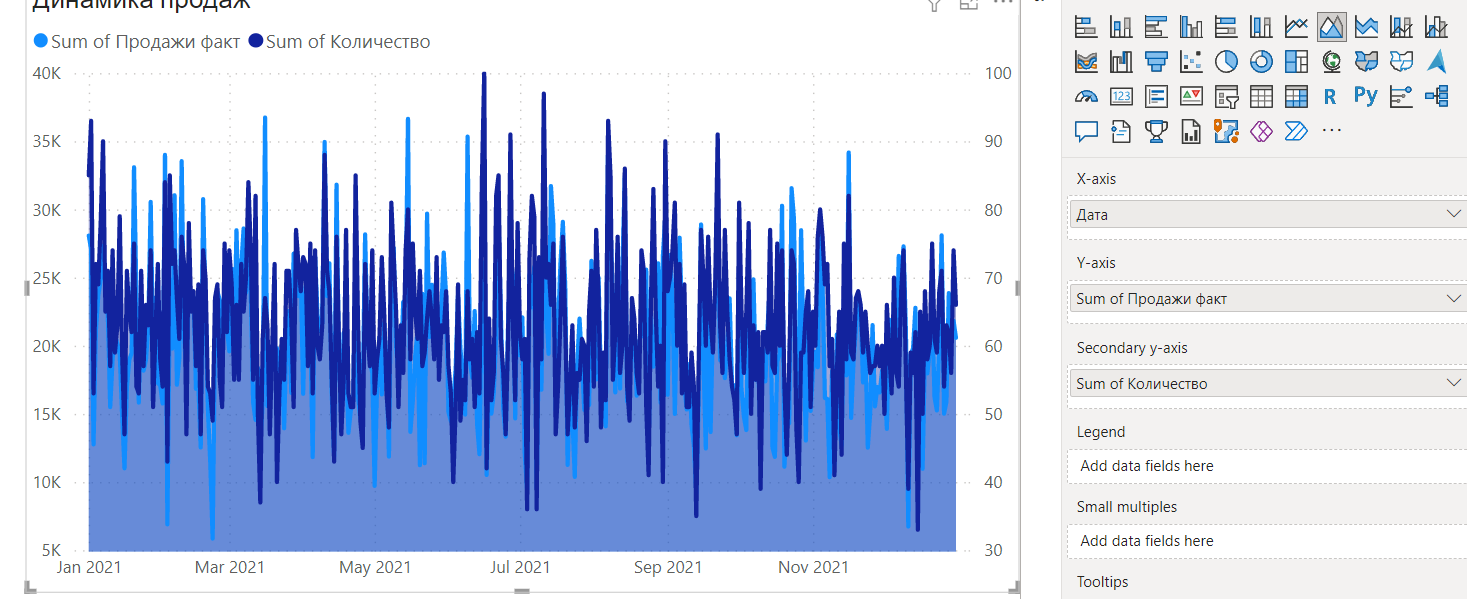 Динамика продаж
Sum of Продажи факт Sum of Количество
40K
35K
30K
25K
20K
15K
10K
5K
100
90
80
70
60
50
40
30
Jan 2021 Mar 2021 May 2021 Jul 2021 Sep 2021 Nov 2021
123
R Py
...
X-axis
Дата
Y-axis
Sum of Продажи факт
Secondary y-axis
Sum of Количество
Legend
Add data fields here
Small multiples
Add data fields here
Tooltips